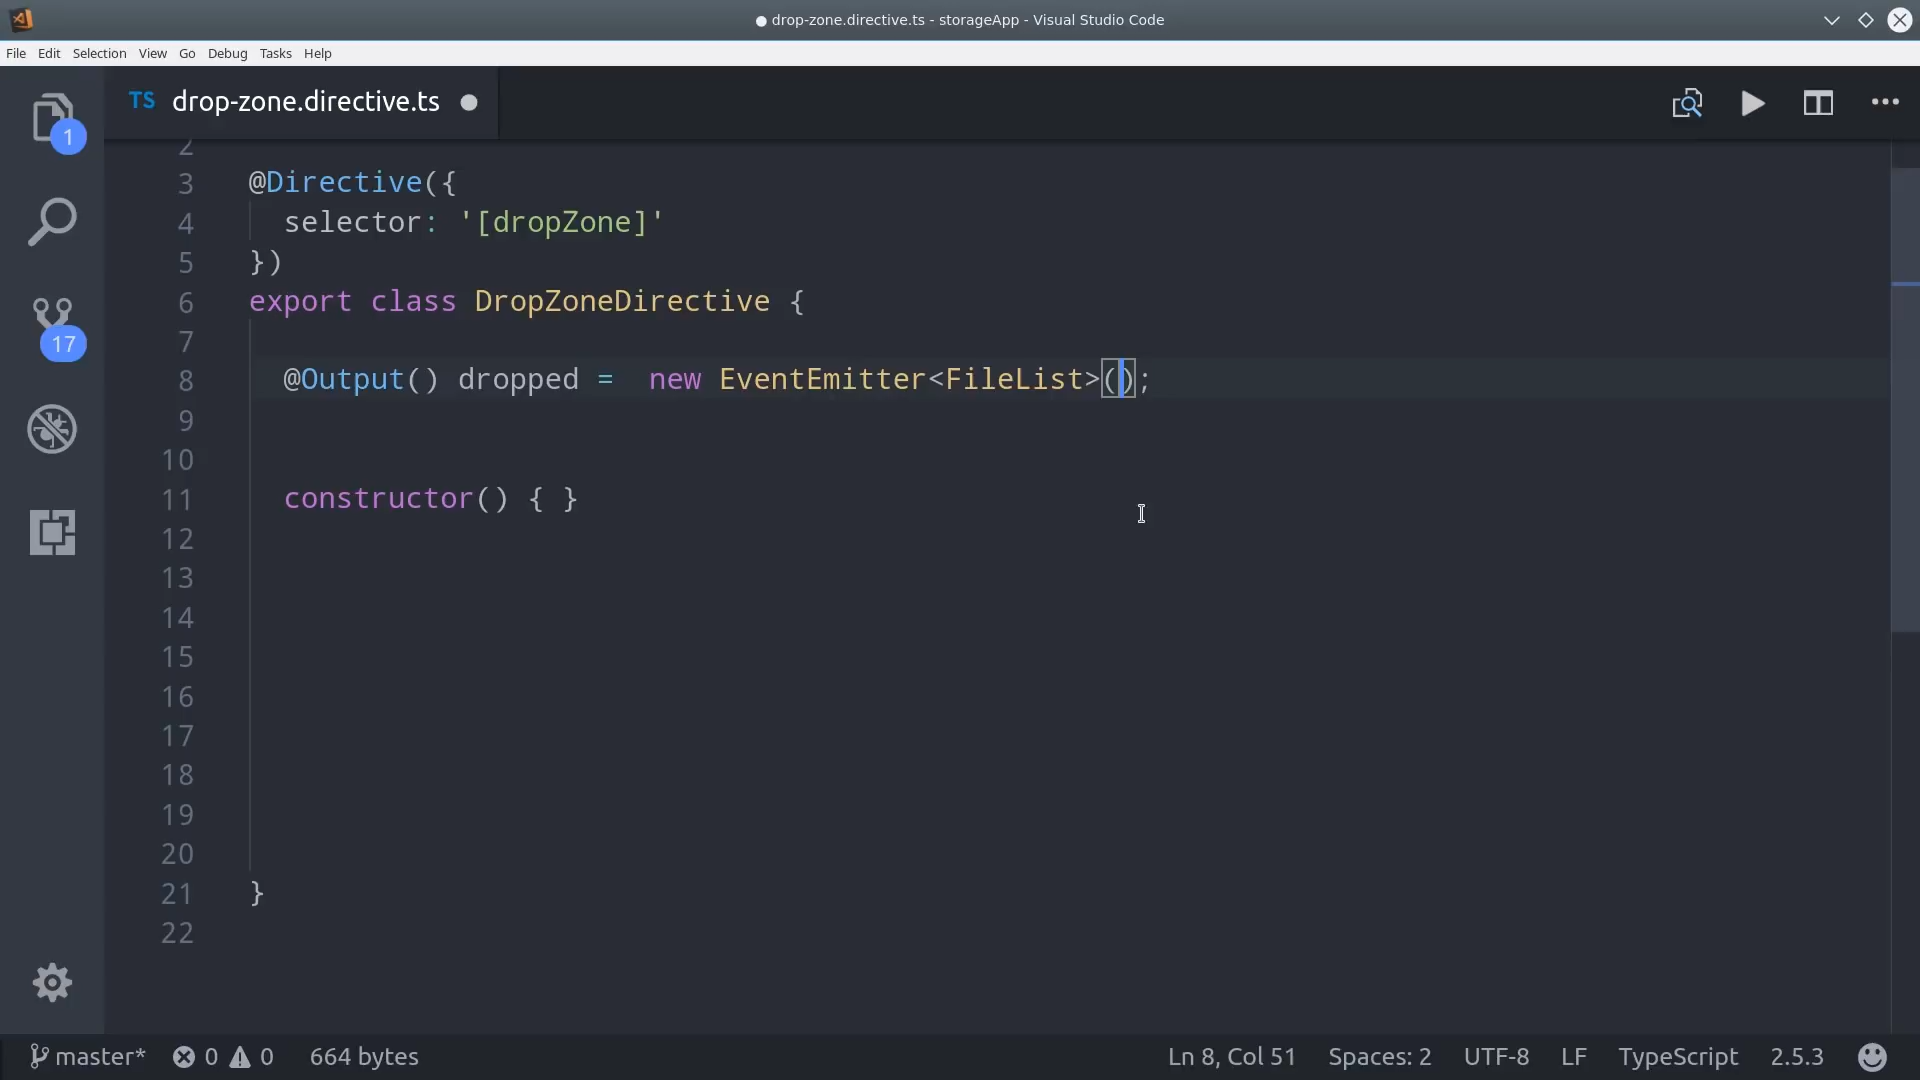 drop-zone.directive.ts - storageApp - Visual Studio Code
File Edit Selection View Go Debug Tasks Help
1
TS drop-zone.directive.ts
2
3 @Directive({
4 selector: '[dropZone]'
5 })
6 export class DropZoneDirective {
17
7
8 @Output() dropped =  new EventEmitter<FileList>();
9
10
11 constructor() { }
12
13
14
15
16
17
18
19
20
21 }
22
master* 0 0 664 bytes Ln 8, Col 51 Spaces: 2 UTF-8 LF TypeScript 2.5.3